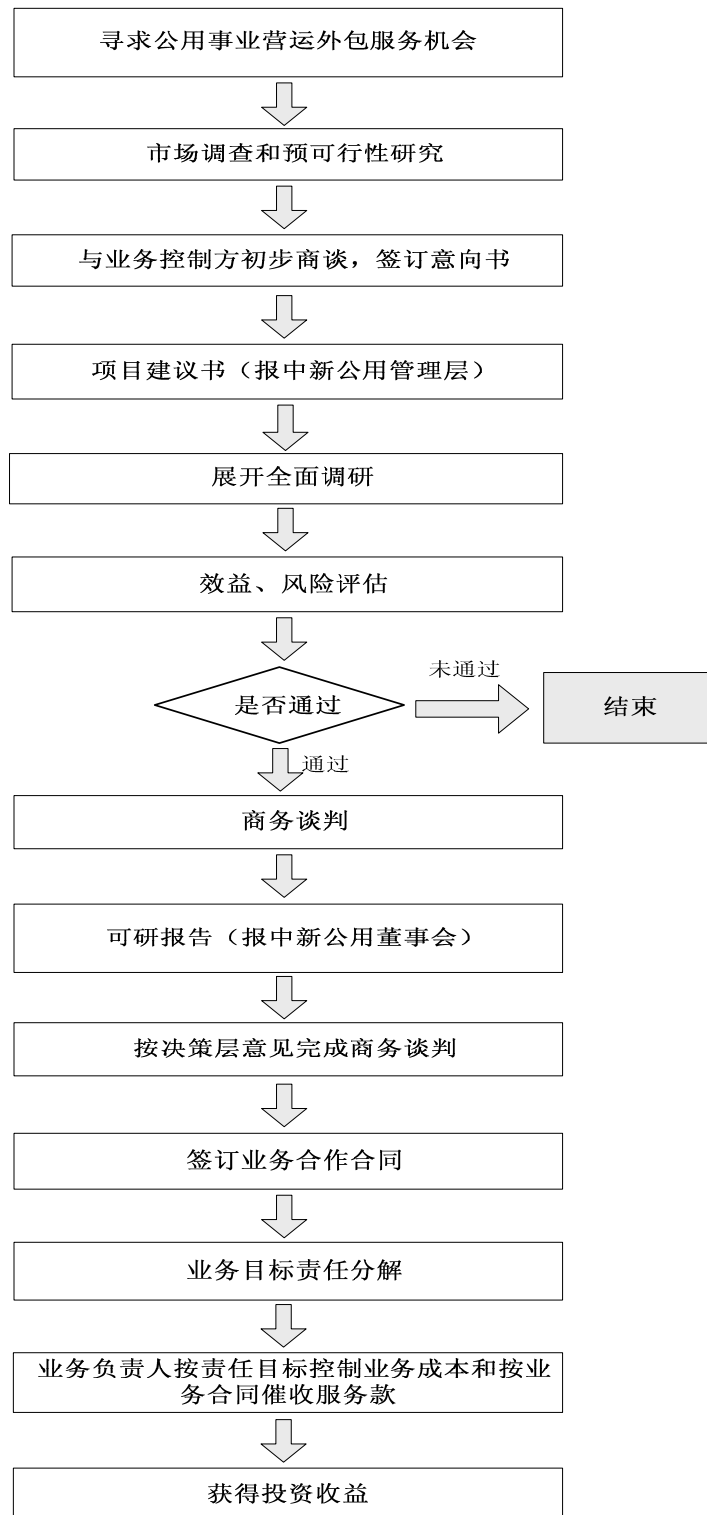 寻求公用事业营运外包服务机会
市场调查和预可行性研究
与业务控制方初步商谈，签订意向书
项目建议书（报中新公用管理层）
展开全面调研
效益、风险评估
未通过
是否通过
结束
通过
商务谈判
可研报告（报中新公用董事会）
按决策层意见完成商务谈判
签订业务合作合同
业务目标责任分解
业务负责人按责任目标控制业务成本和按业
务合同催收服务款
获得投资收益